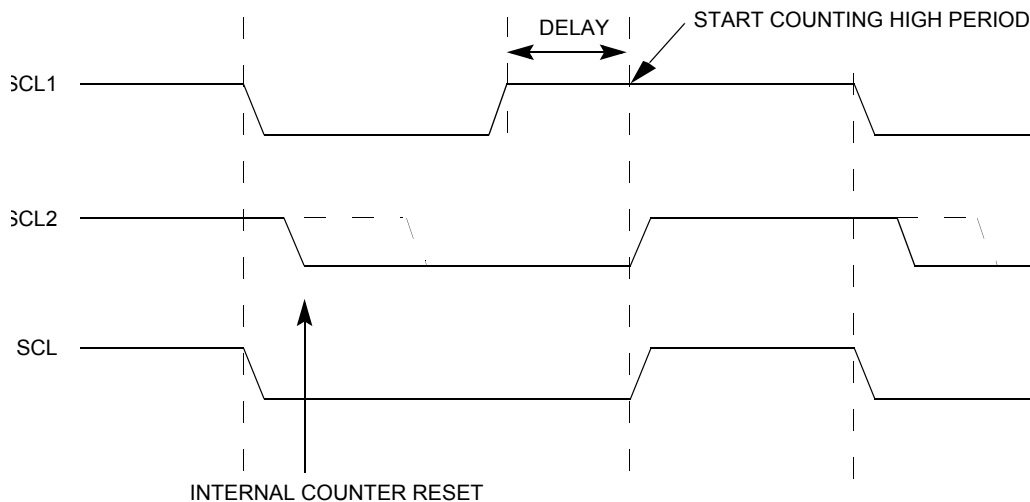 START COUNTING HIGH PERIOD
DELAY
SCL1
SCL2
SCL
INTERNAL COUNTER RESET